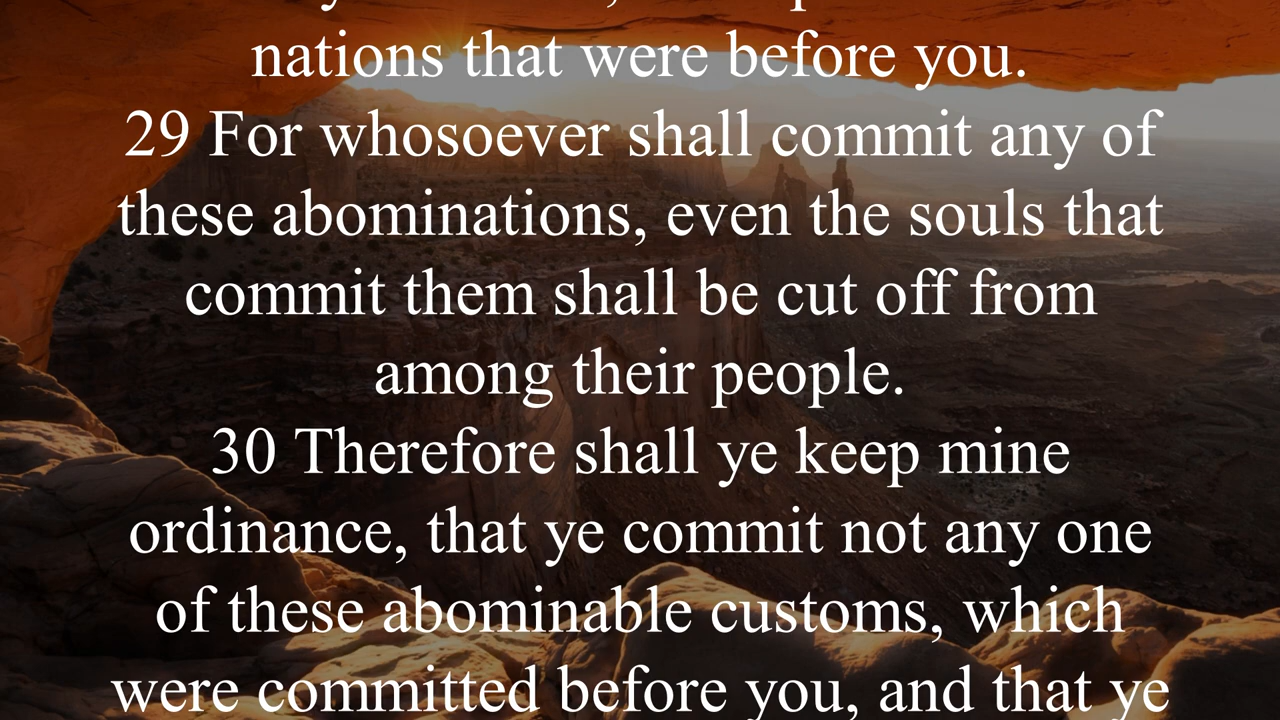 nations that were before you.
29 For whosoever shall commit any of
these abominations, even the souls that
commit them shall be cut off from
among their people.
30 Therefore shall ye keep mine
ordinance, that ye commit not any one
of these abominable customs, which
were committed before you, and that ye